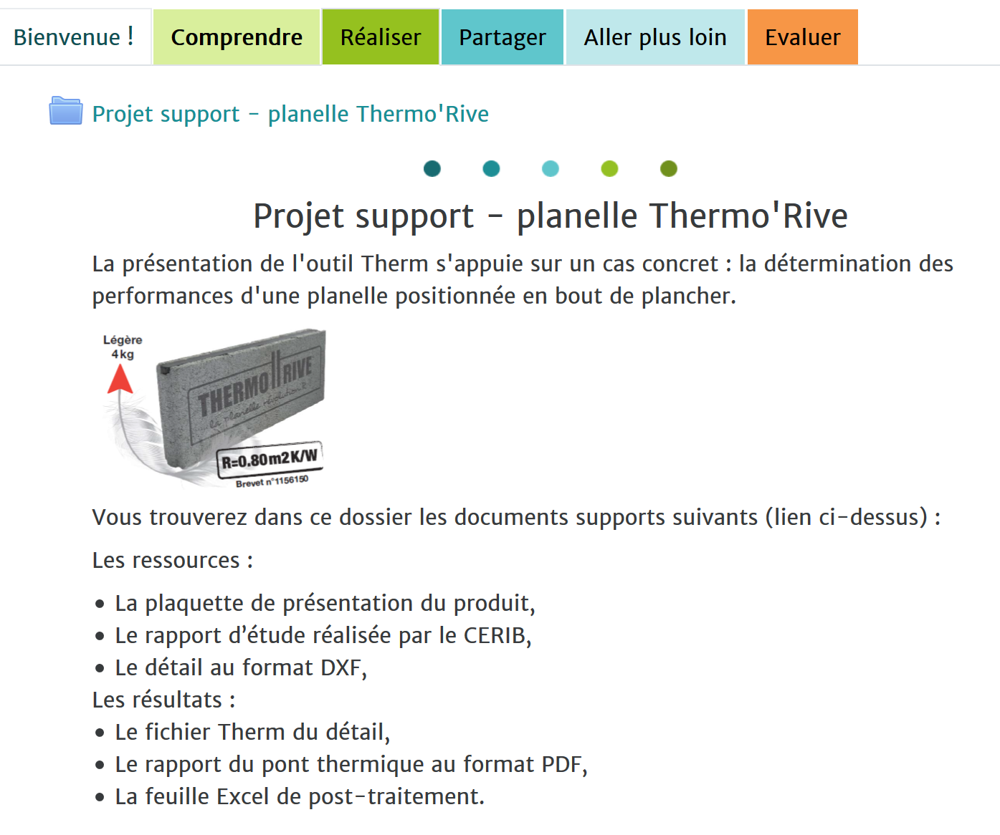 Bienvenue !
Comprendre
Réaliser
Partager
Aller plus loin
Evaluer
Projet support - planelle Thermo'Rive
Projet support - planelle Thermo'Rive
La présentation de l'outil Therm s'appuie sur un cas concret : la détermination des
performances d'une planelle positionnée en bout de plancher.
Légère
4kg
THERMO RIVE
...la planelle révolution R !
R=0.80m2K/W
Brevet n°1156150
Vous trouverez dans ce dossier les documents supports suivants (lien ci-dessus) :
Les ressources :
• La plaquette de présentation du produit,
• Le rapport d’étude réalisée par le CERIB,
• Le détail au format DXF,
Les résultats :
• Le fichier Therm du détail,
• Le rapport du pont thermique au format PDF,
• La feuille Excel de post-traitement.